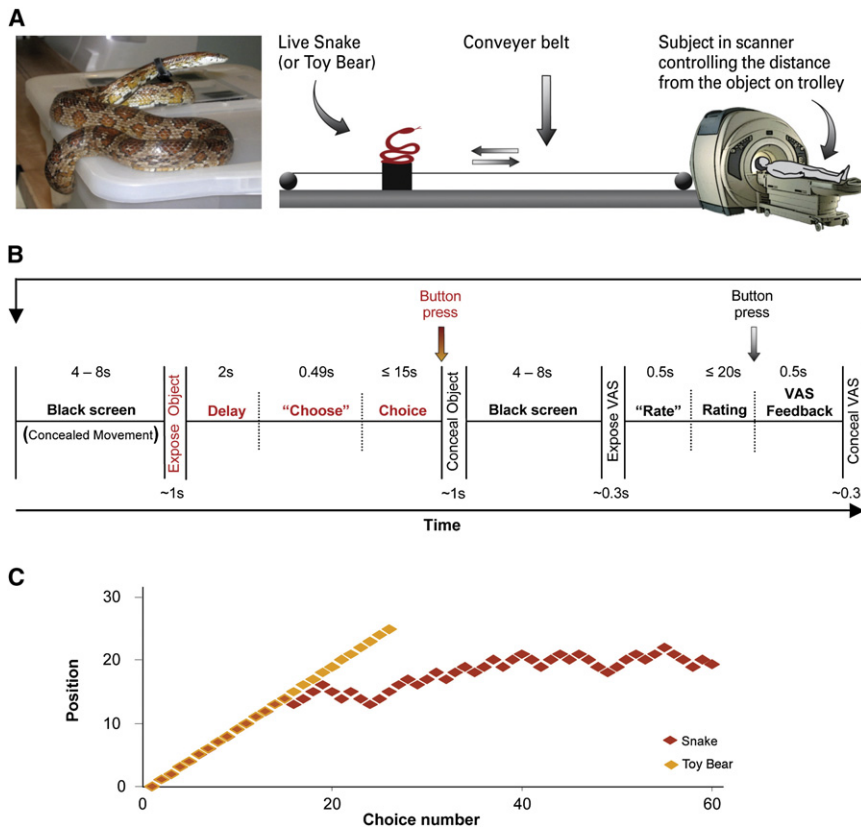 A
Live Snake
(or Toy Bear)
Conveyer belt
Subject in scanner
controlling the distance
from the object on trolley
B
Button
press
Button
press
4 – 8s
2s
0.49s
≤ 15s
4-8s
0.5s
≤ 20s
0.5s
Black screen
(Concealed Movement)
Expose Object
Delay
“Choose”
Choice
Conceal Object
Black screen
Expose VAS
“Rate”
Rating
VAS
Feedback
Conceal VAS
~1s
~1s
~0.3s
~0.3
Time
C
Position
30
20
10
0
0
20
40
60
Choice number
Snake
Toy Bear